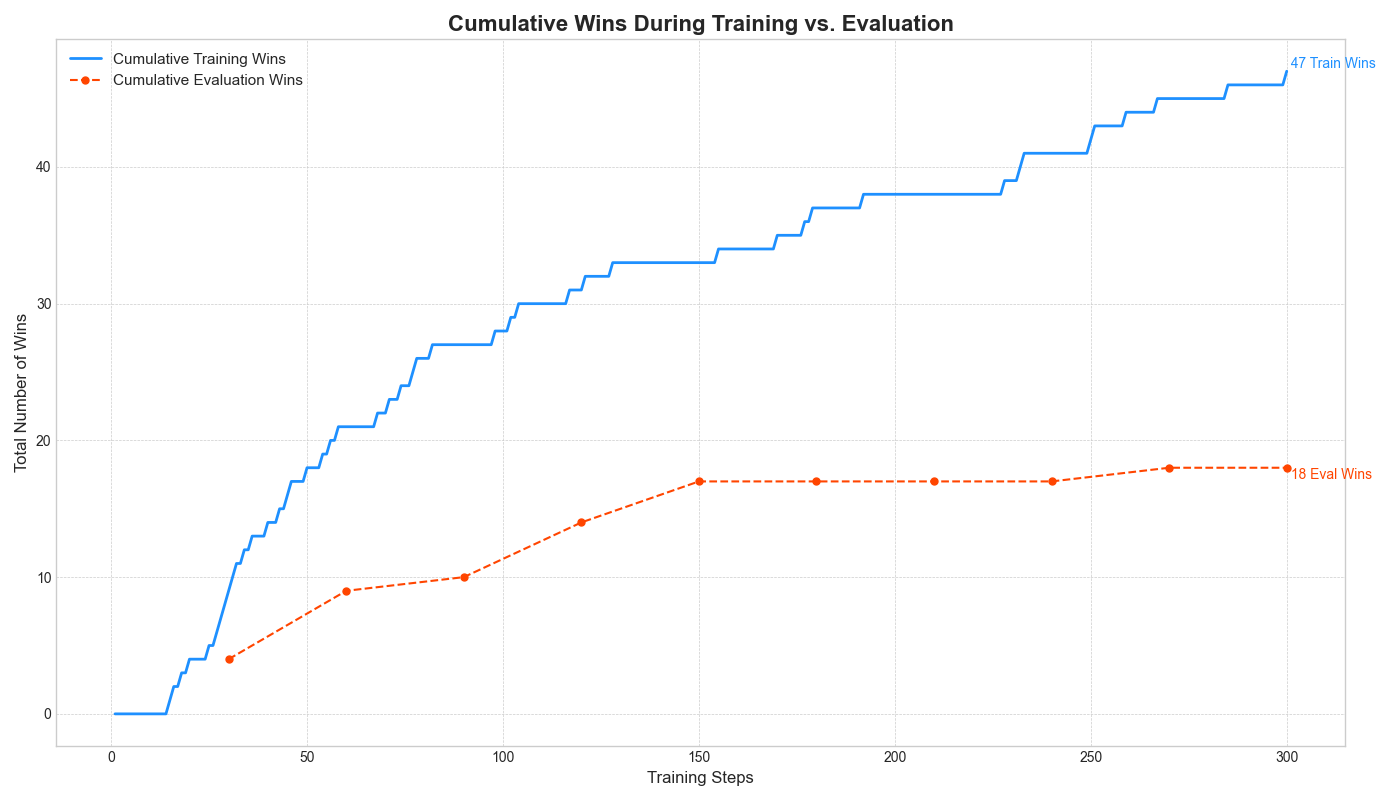 Cumulative Wins During Training vs. Evaluation
Cumulative Training Wins
Cumulative Evaluation Wins
47 Train Wins
18 Eval Wins
Total Number of Wins
40
30
20
10
0
0 50 100 150 200 250 300
Training Steps